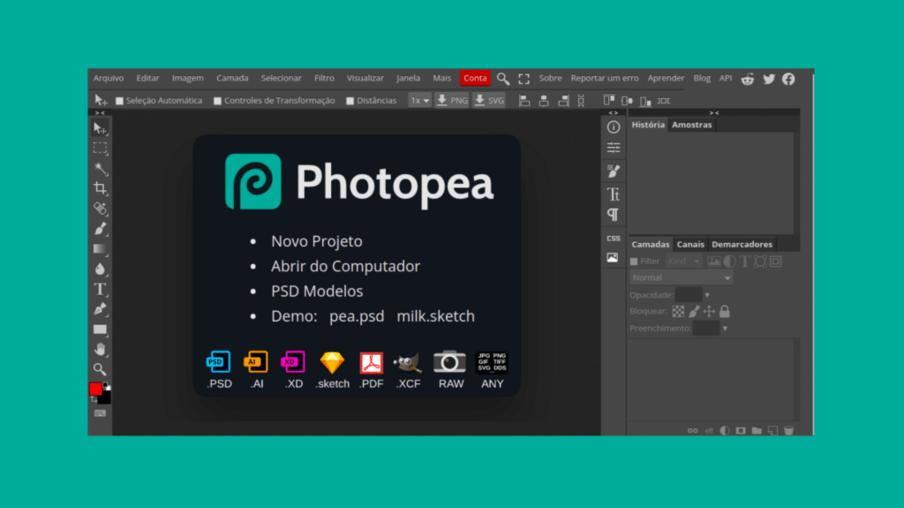 Arquivo Editar Imagem Camada Selecionar Filtro Visualizar Janela Mais Conta Sobre Reportar um erro Aprender Blog API
Seleção Automática Controles de Transformação Distâncias 1x PNG SVG
História Amostras
Photopea
Novo Projeto
Abrir do Computador
PSD Modelos
Demo: pea.psd milk.sketch
PSD AI XD JPG PNG GIF TIFF SVG DDS
.PSD .AI .XD .sketch .PDF .XCF RAW ANY
CSS
Camadas Canais Demarcadores
Filter Kind
Normal
Opacidade:
Bloquear:
Preenchimento: